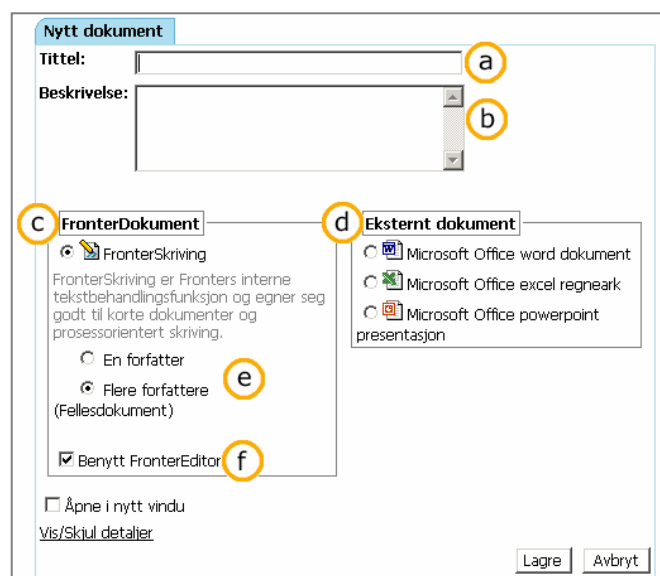 Nytt dokument
Tittel:
a
Beskrivelse:
b
c
FronterDokument
FronterSkriving
FronterSkriving er Fronters interne
tekstbehandlingsfunksjon og egner seg
godt til korte dokumenter og
prosessorientert skriving.
En forfatter
Flere forfattere
(Fellesdokument)
e
Benytt FronterEditor
f
d
Eksternt dokument
Microsoft Office word dokument
Microsoft Office excel regneark
Microsoft Office powerpoint
presentasjon
Åpne i nytt vindu
Vis/Skjul detaljer
Lagre
Avbryt